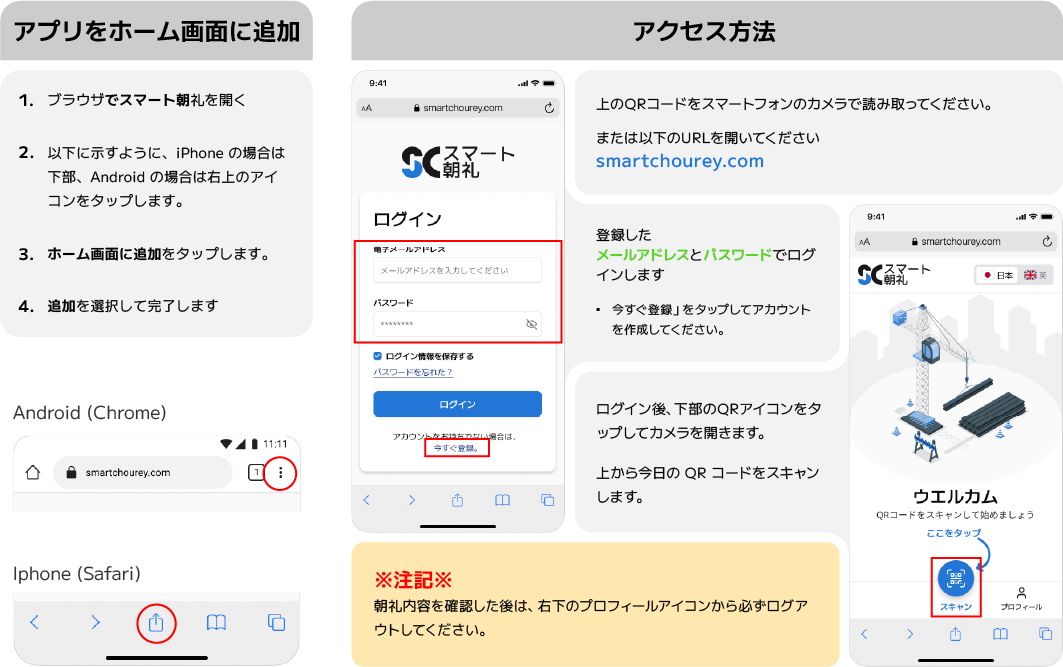 アプリをホーム画面に追加
1. ブラウザでスマート朝礼を開く
2. 以下に示すように、iPhone の場合は
下部、Android の場合は右上のアイ
コンをタップします。
3. ホーム画面に追加をタップします。
4. 追加を選択して完了します
Android (Chrome)
11:11
smartchourey.com
1
Iphone (Safari)
アクセス方法
9:41
AA smartchourey.com
SC スマート
朝礼
ログイン
電子メールアドレス
メールアドレスを入力してください
パスワード
********
ログイン情報を保存する
パスワードを忘れた？
ログイン
アカウントをお持ちでない場合は、
今すぐ登録。
上のQRコードをスマートフォンのカメラで読み取ってください。
または以下のURLを開いてください
smartchourey.com
登録した
メールアドレスとパスワードでログ
インします
▪ 今すぐ登録」をタップしてアカウント
を作成してください。
ログイン後、下部のQRアイコンをタ
ップしてカメラを開きます。
上から今日の QR コードをスキャン
します。
9:41
AA smartchourey.com
SC スマート
朝礼
日本 英
ウエルカム
QRコードをスキャンして始めましょう
ここをタップ
スキャン
プロフィール
※注記※
朝礼内容を確認した後は、右下のプロフィールアイコンから必ずログア
ウトしてください。